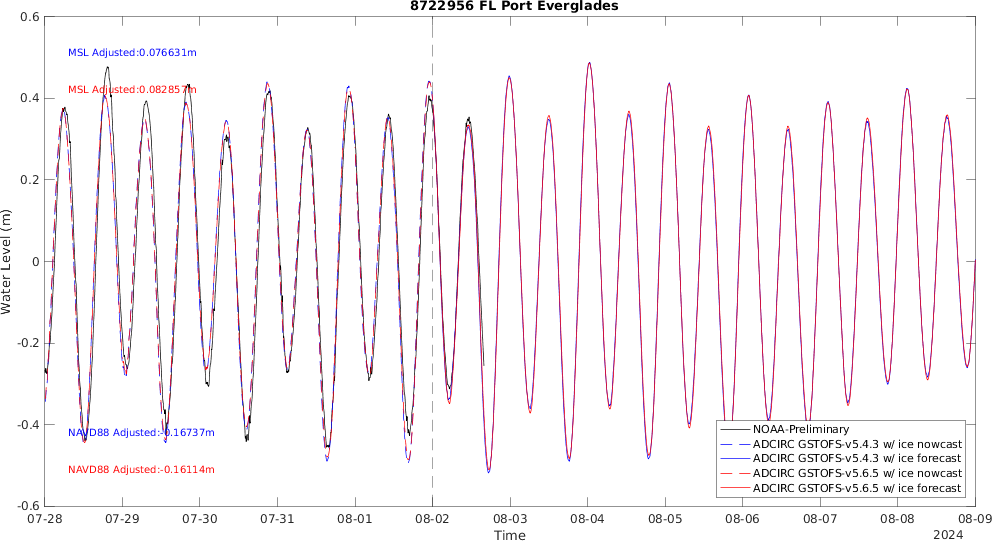 8722956 FL Port Everglades
0.6
0.4
0.2
0
-0.2
-0.4
-0.6
Water Level (m)
MSL Adjusted:0.076631m
MSL Adjusted:0.082857m
NAVD88 Adjusted:-0.16737m
NAVD88 Adjusted:-0.16114m
NOAA-Preliminary
ADCIRC GSTOFS-v5.4.3 w/ ice nowcast
ADCIRC GSTOFS-v5.4.3 w/ ice forecast
ADCIRC GSTOFS-v5.6.5 w/ ice nowcast
ADCIRC GSTOFS-v5.6.5 w/ ice forecast
07-28 07-29 07-30 07-31 08-01 08-02 08-03 08-04 08-05 08-06 08-07 08-08 08-09
Time
2024